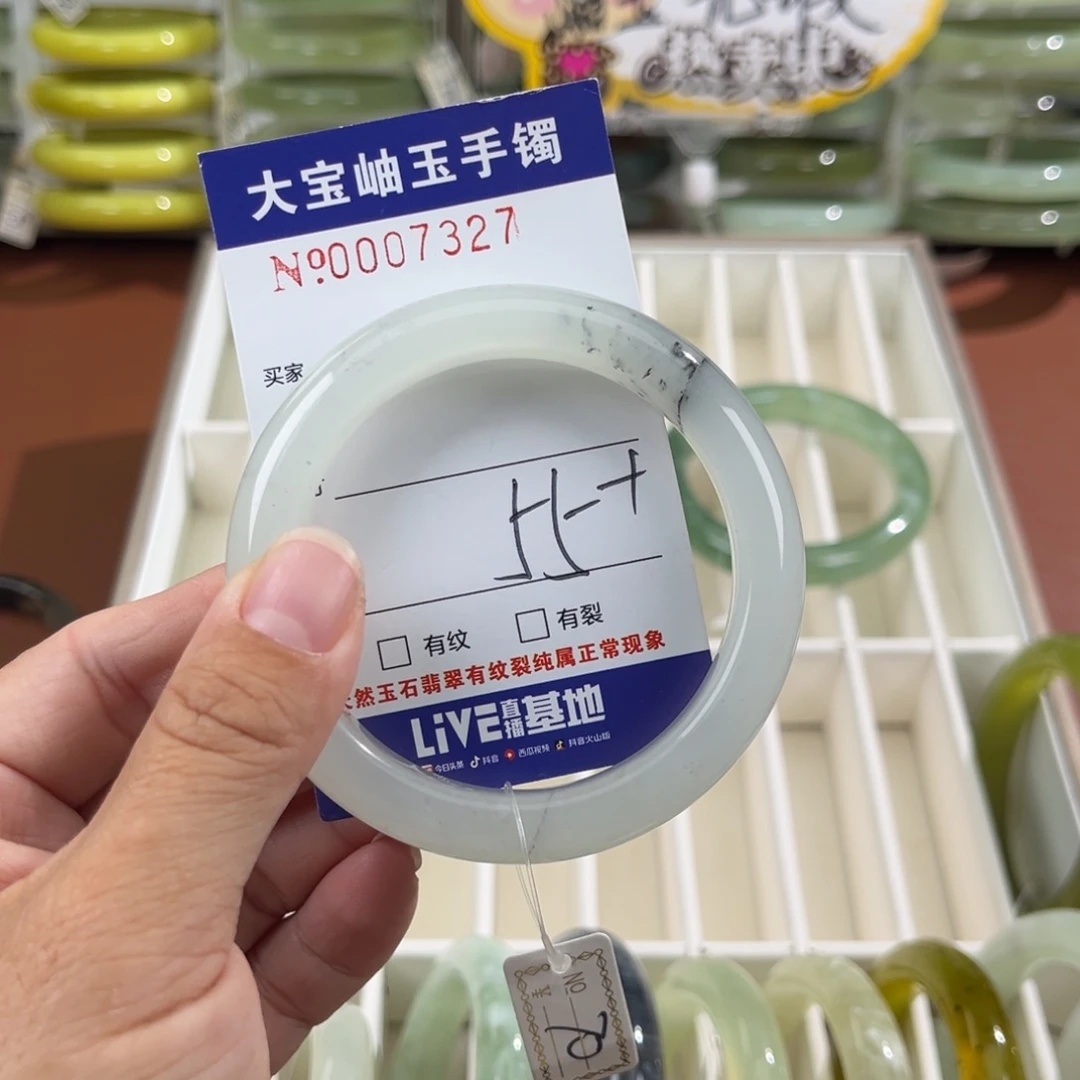 大宝岫玉手镯
№0007327
买家
55-+
有纹
有裂
然玉石翡翠有纹裂纯属正常现象
LiVE直播基地
今日头条 抖音 西瓜视频 抖音火山版
NO.